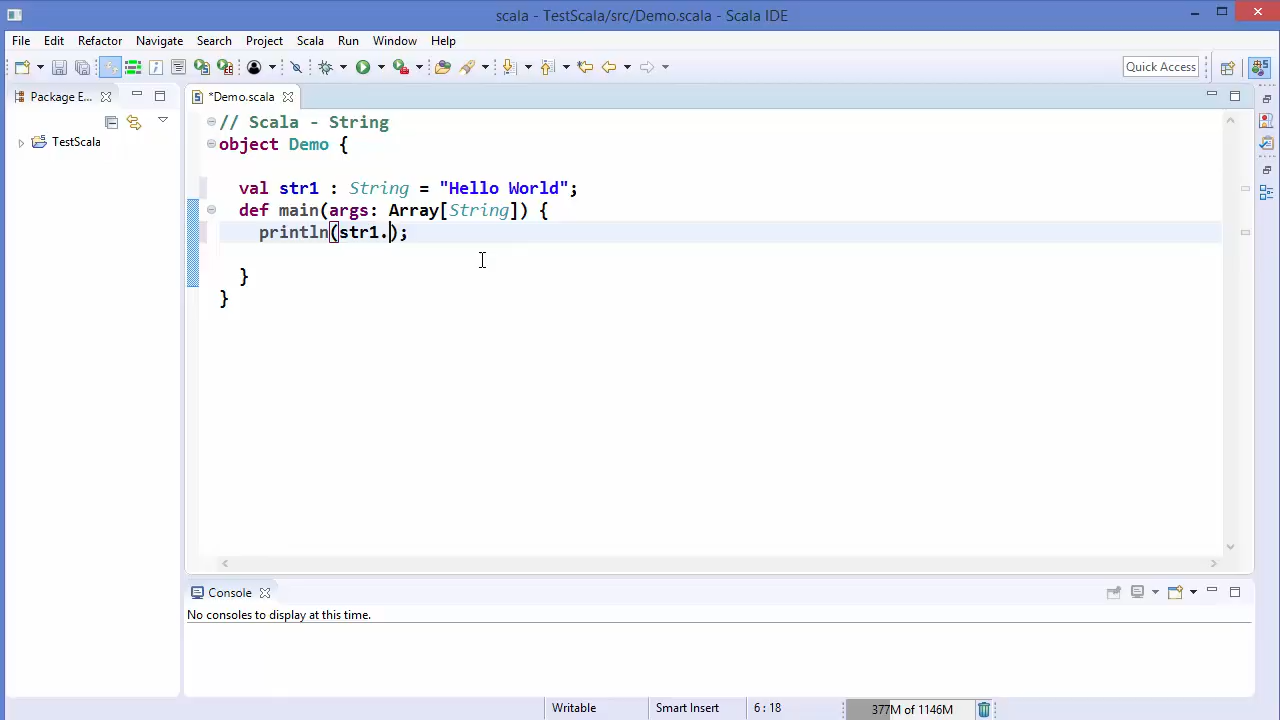 scala - TestScala/src/Demo.scala - Scala IDE
File Edit Refactor Navigate Search Project Scala Run Window Help
Quick Access
Package E... *Demo.scala
TestScala
// Scala - String
object Demo {
val str1 : String = "Hello World";
def main(args: Array[String]) {
println(str1.);
}
}
Console
No consoles to display at this time.
Writable Smart Insert 6 : 18 377M of 1146M